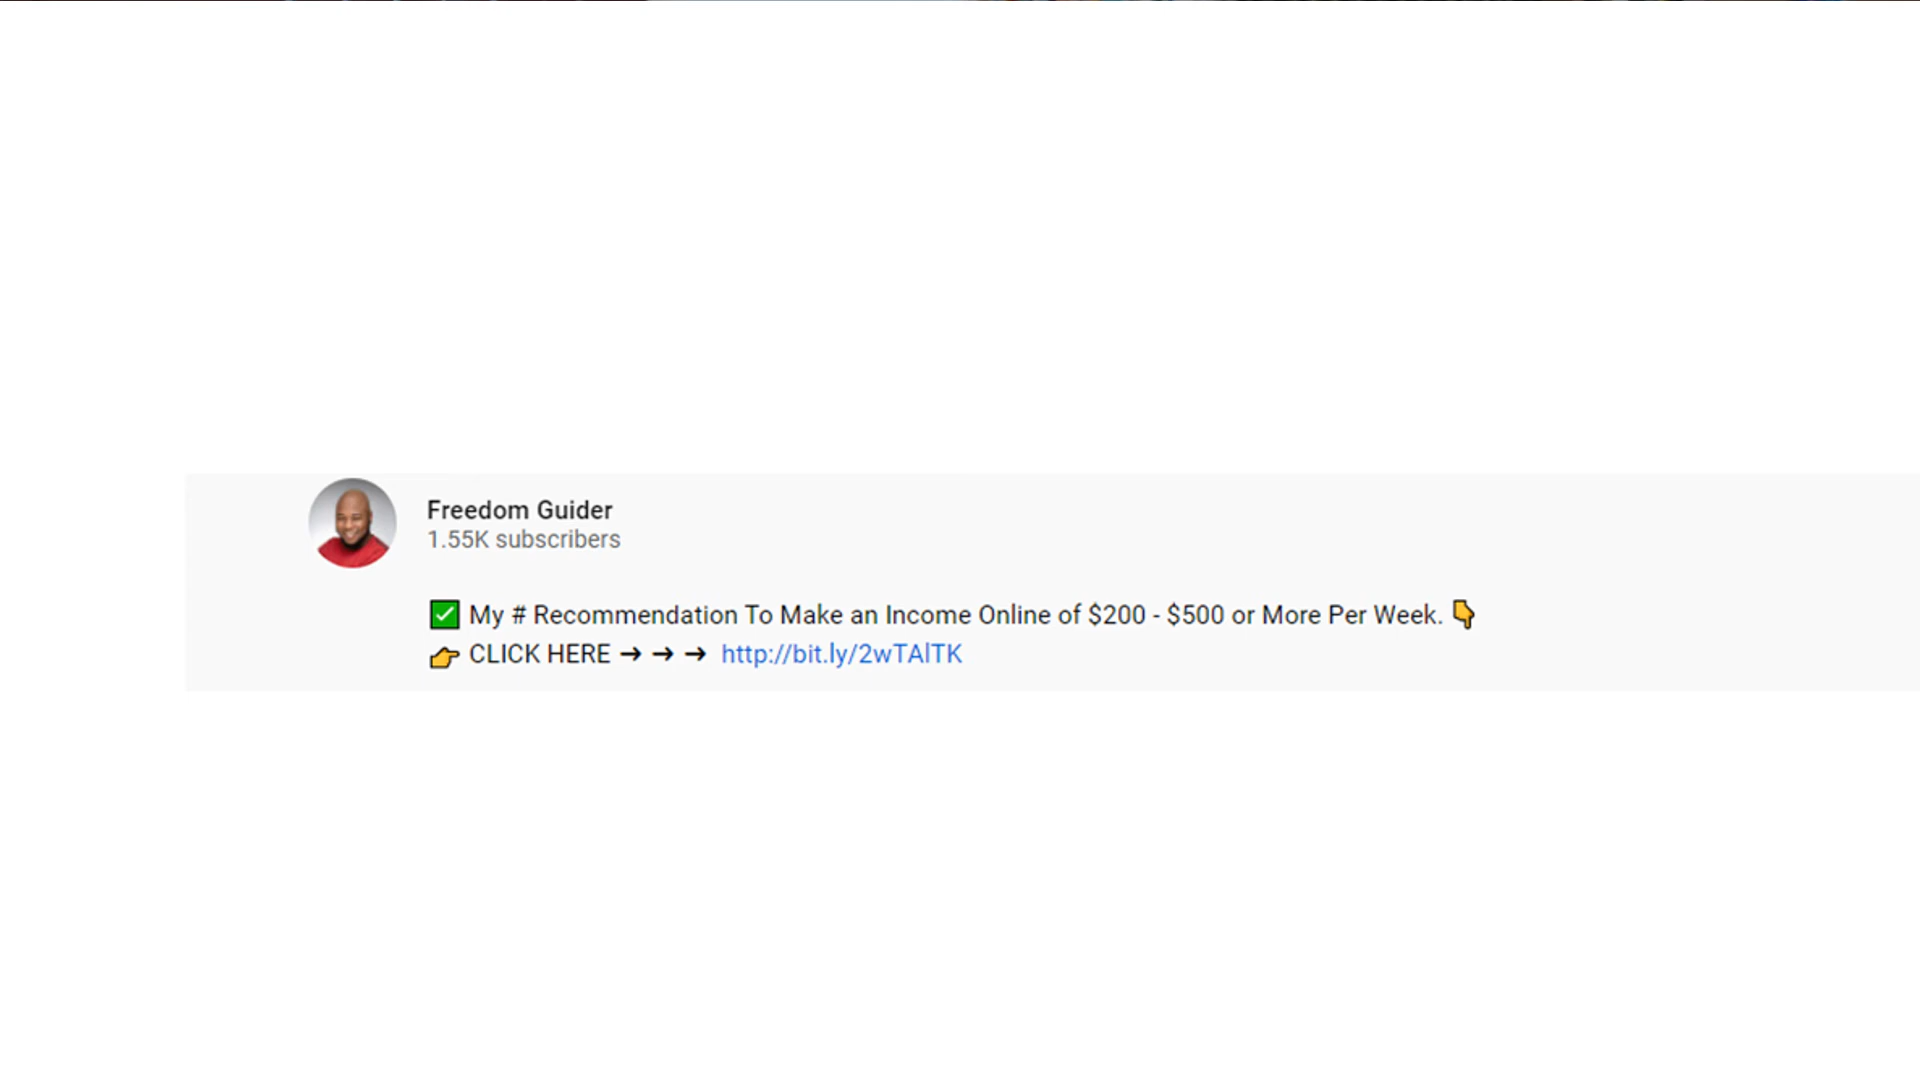 Freedom Guider
1.55K subscribers
✅ My # Recommendation To Make an Income Online of $200 - $500 or More Per Week. 👇
👉 CLICK HERE → → → http://bit.ly/2wTAlTK